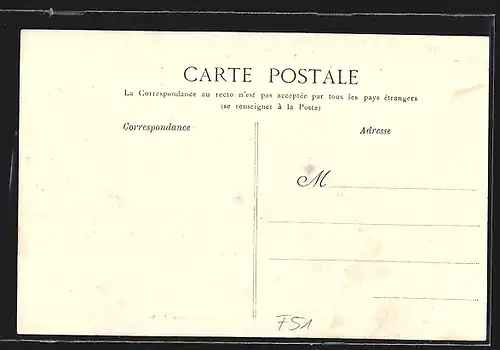 CARTE POSTALE
La Correspondance au recto n'est pas acceptée par tous les pays étrangers
(se renseigner à la Poste)
Correspondance
Adresse
M
FS1